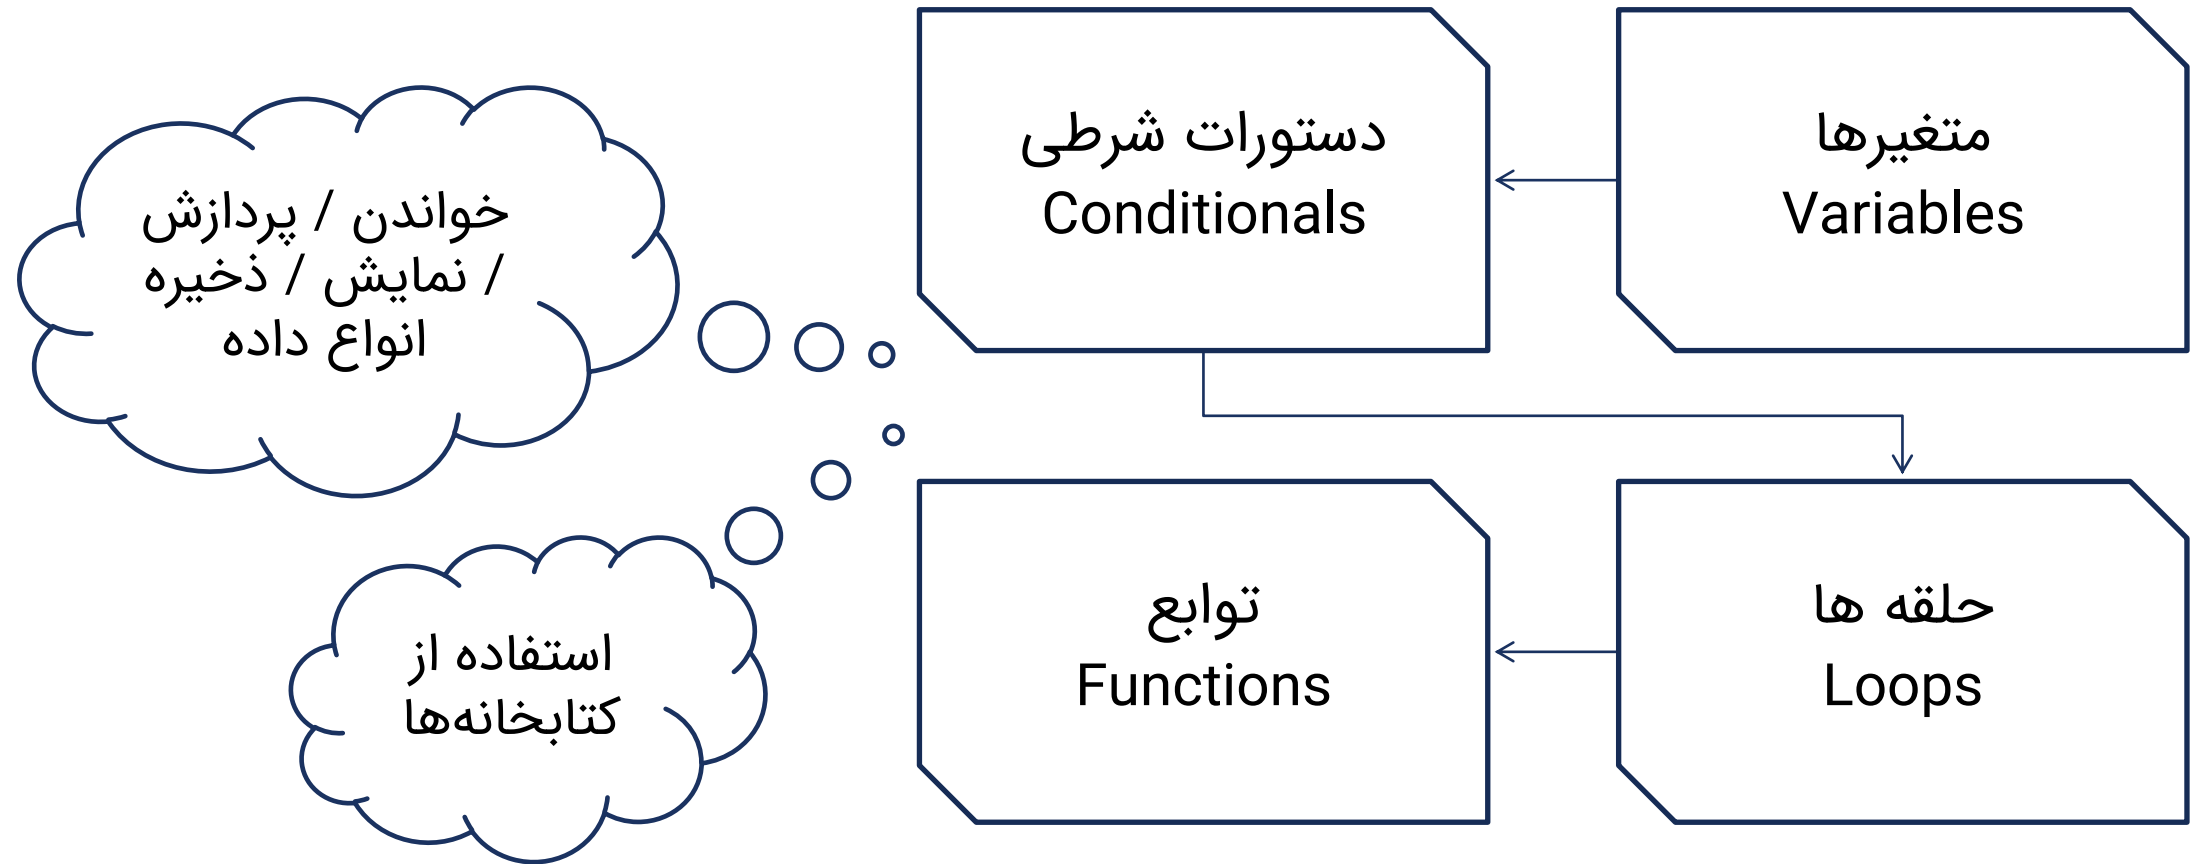 متغیرها
Variables
دستورات شرطی
Conditionals
حلقه ها
Loops
توابع
Functions
خواندن / پردازش
/ نمایش / ذخیره
انواع داده
استفاده از
کتابخانه‌ها